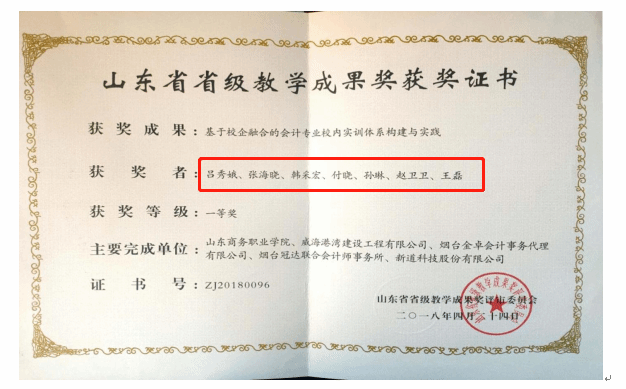 山东省省级教学成果奖获奖证书
获奖成果：基于校企融合的会计专业校内实训体系构建与实践
获奖者：吕秀娥、张海晓、韩采宏、付晓、孙琳、赵卫卫、王磊
获奖等级：一等奖
主要完成单位：山东商务职业学院、威海港湾建设工程有限公司、烟台金卓会计事务代理
有限公司、烟台冠达联合会计师事务所、新道科技股份有限公司
证书号：ZJ20180096
山东省省级教学成果奖评审委员会
二〇一八年四月二十四日